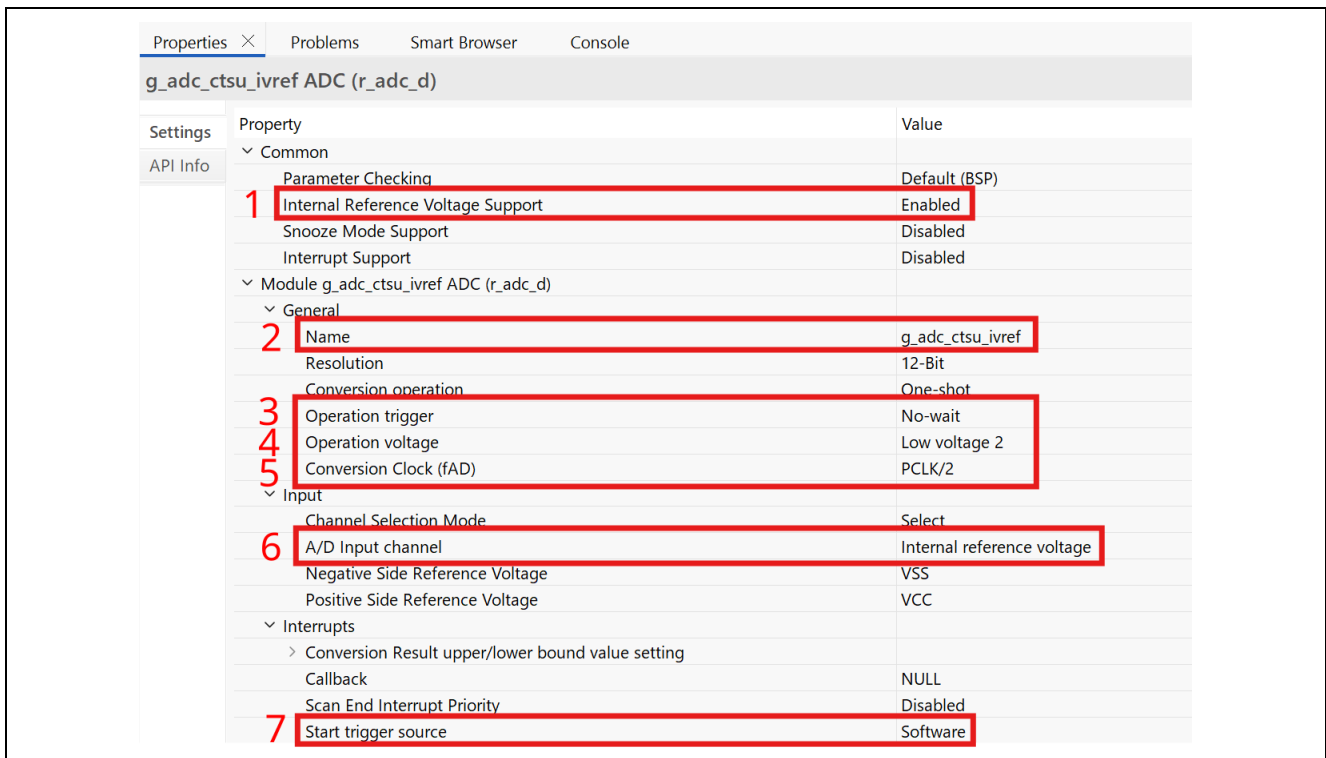 Properties Problems Smart Browser Console
g_adc_ctsu_ivref ADC (r_adc_d)
Settings
API Info
Property Value
Common
Parameter Checking Default (BSP)
1 Internal Reference Voltage Support Enabled
Snooze Mode Support Disabled
Interrupt Support Disabled
Module g_adc_ctsu_ivref ADC (r_adc_d)
General
2 Name g_adc_ctsu_ivref
Resolution 12-Bit
Conversion operation One-shot
3 Operation trigger No-wait
4 Operation voltage Low voltage 2
5 Conversion Clock (fAD) PCLK/2
Input
Channel Selection Mode Select
6 A/D Input channel Internal reference voltage
Negative Side Reference Voltage VSS
Positive Side Reference Voltage VCC
Interrupts
Conversion Result upper/lower bound value setting
Callback NULL
Scan End Interrupt Priority Disabled
7 Start trigger source Software